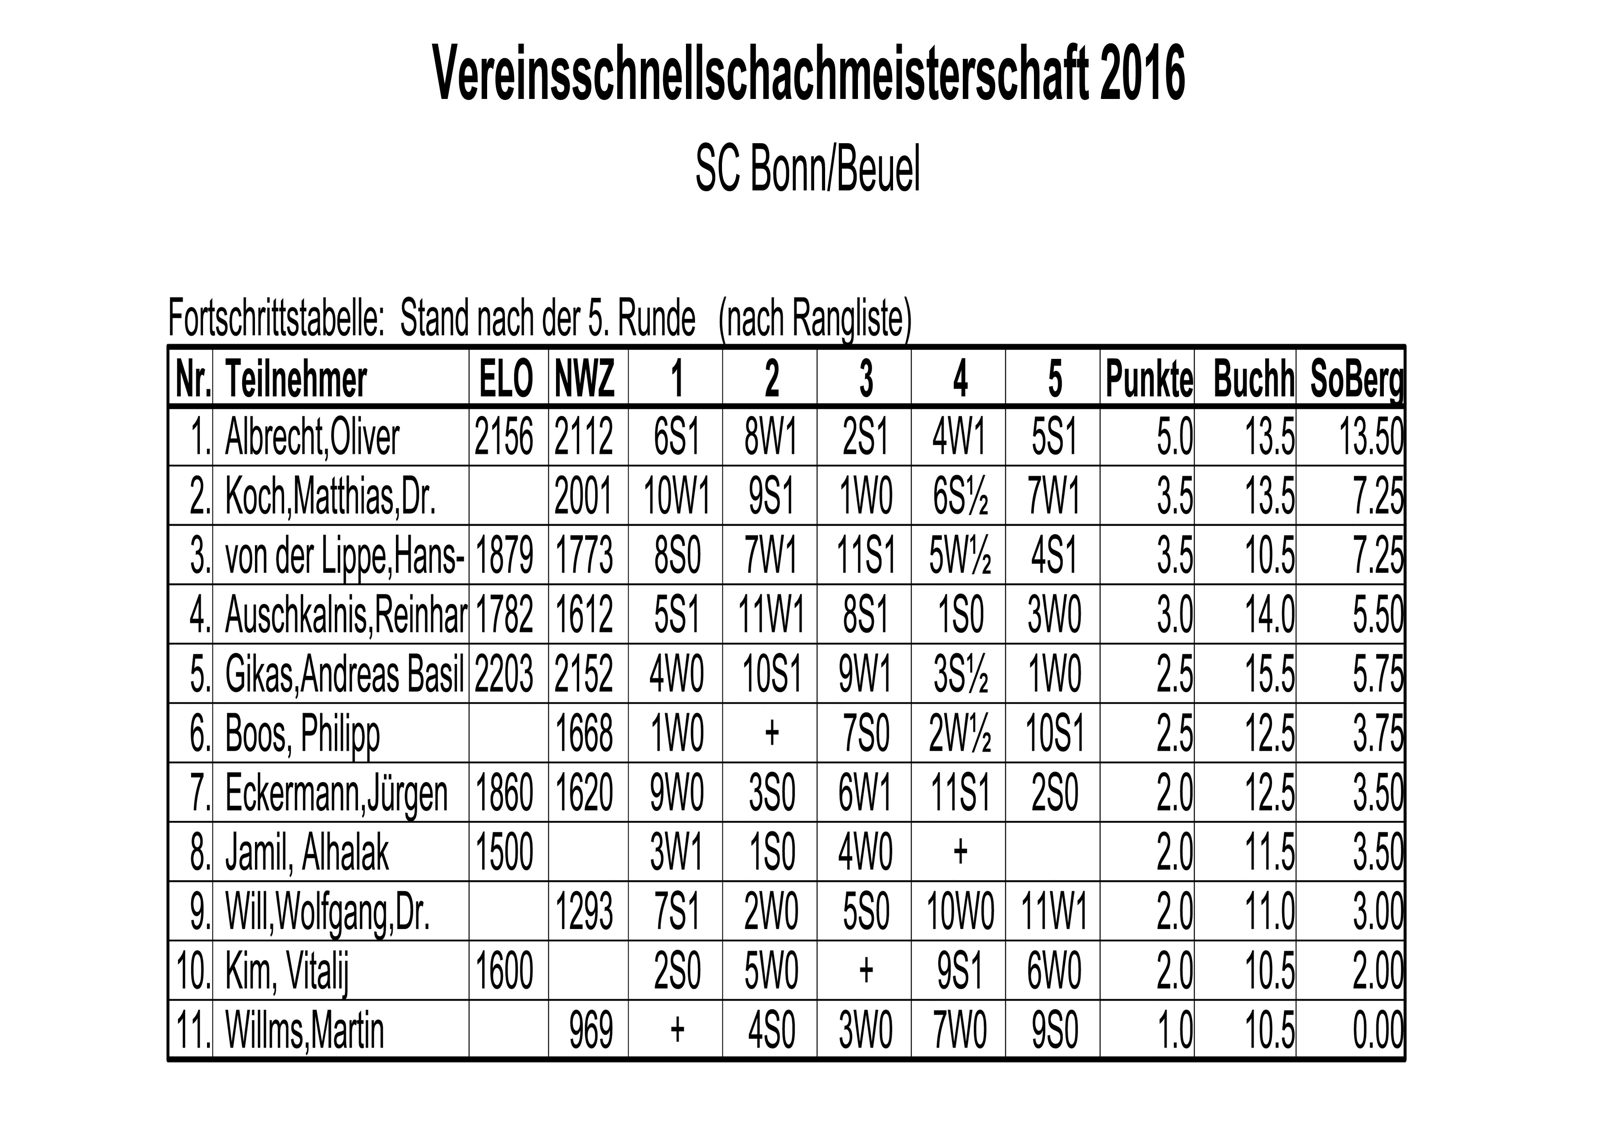 Vereinsschnellschachmeisterschaft 2016
SC Bonn/Beuel
Fortschrittstabelle: Stand nach der 5. Runde (nach Rangliste)
Nr. Teilnehmer ELO NWZ 1 2 3 4 5 Punkte Buchh SoBerg
1. Albrecht,Oliver 2156 2112 6S1 8W1 2S1 4W1 5S1 5.0 13.5 13.50
2. Koch,Matthias,Dr. 2001 10W1 9S1 1W0 6S½ 7W1 3.5 13.5 7.25
3. von der Lippe,Hans- 1879 1773 8S0 7W1 11S1 5W½ 4S1 3.5 10.5 7.25
4. Auschkalnis,Reinhar 1782 1612 5S1 11W1 8S1 1S0 3W0 3.0 14.0 5.50
5. Gikas,Andreas Basil 2203 2152 4W0 10S1 9W1 3S½ 1W0 2.5 15.5 5.75
6. Boos, Philipp 1668 1W0 + 7S0 2W½ 10S1 2.5 12.5 3.75
7. Eckermann,Jürgen 1860 1620 9W0 3S0 6W1 11S1 2S0 2.0 12.5 3.50
8. Jamil, Alhalak 1500 3W1 1S0 4W0 + 2.0 11.5 3.50
9. Will,Wolfgang,Dr. 1293 7S1 2W0 5S0 10W0 11W1 2.0 11.0 3.00
10. Kim, Vitalij 1600 2S0 5W0 + 9S1 6W0 2.0 10.5 2.00
11. Willms,Martin 969 + 4S0 3W0 7W0 9S0 1.0 10.5 0.00